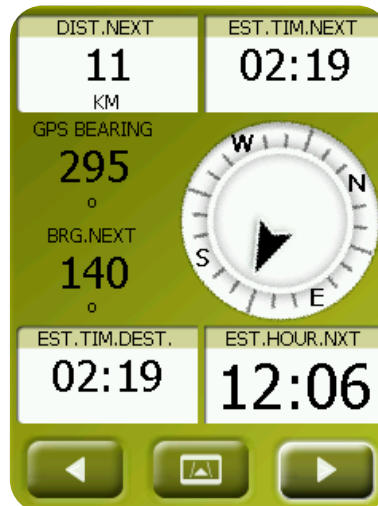 DIST.NEXT
11
KM
EST.TIM.NEXT
02:19
GPS BEARING
295
o
BRG.NEXT
140
o
W
N
S
E
EST.TIM.DEST.
02:19
EST.HOUR.NXT
12:06